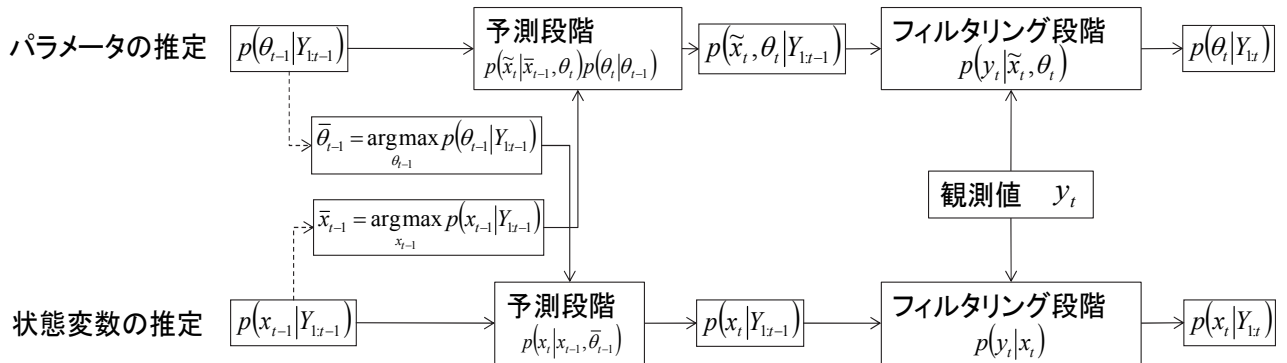 パラメータの推定
p(θ_{t-1}|Y_{1:t-1})
予測段階
p(x̃_t|x̄_{t-1}, θ_t)p(θ_t|θ_{t-1})
p(x̃_t, θ_t|Y_{1:t-1})
フィルタリング段階
p(y_t|x̃_t, θ_t)
p(θ_t|Y_{1:t})
θ̄_{t-1} = argmax p(θ_{t-1}|Y_{1:t-1})
θ_{t-1}
x̄_{t-1} = argmax p(x_{t-1}|Y_{1:t-1})
x_{t-1}
観測値 y_t
状態変数の推定
p(x_{t-1}|Y_{1:t-1})
予測段階
p(x_t|x_{t-1}, θ̄_{t-1})
p(x_t|Y_{1:t-1})
フィルタリング段階
p(y_t|x_t)
p(x_t|Y_{1:t})